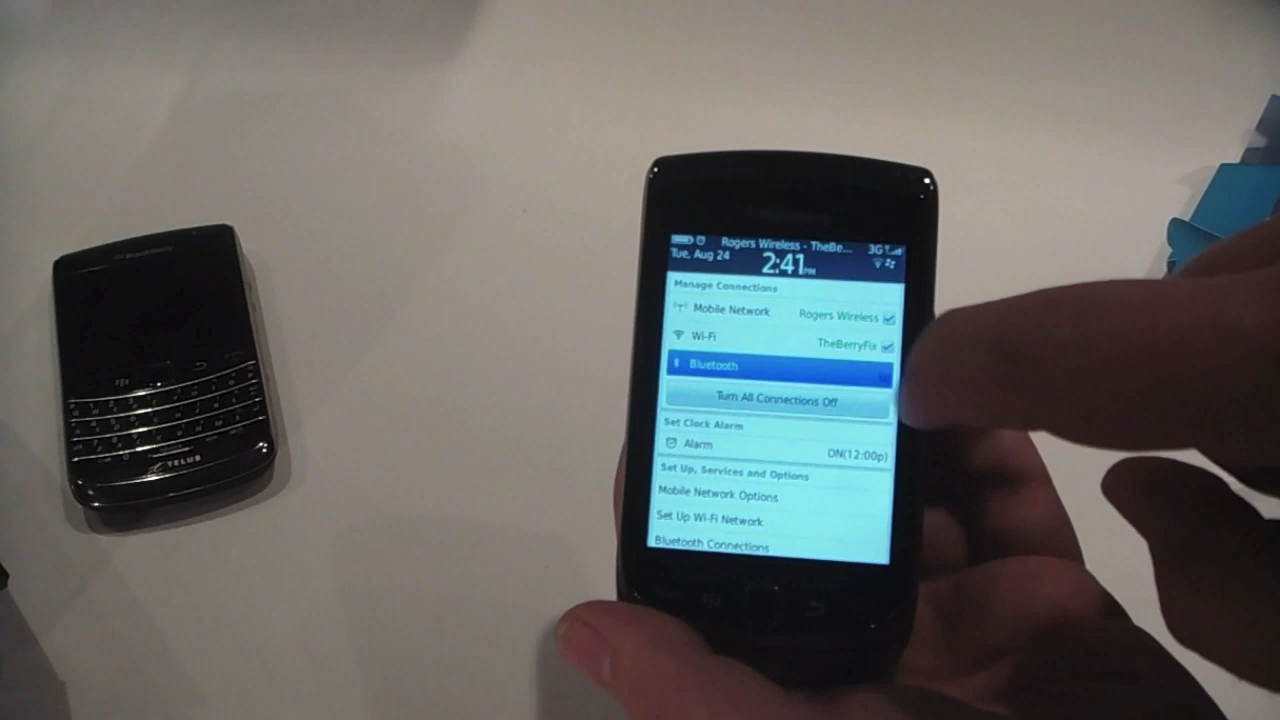 BlackBerry
TELUS
Rogers Wireless - TheBe... 3G
Tue, Aug 24 2:41PM
Manage Connections
Mobile Network Rogers Wireless
Wi-Fi TheBerryFix
Bluetooth
Turn All Connections Off
Set Clock Alarm
Alarm ON(12:00p)
Set Up, Services and Options
Mobile Network Options
Set Up Wi-Fi Network
Bluetooth Connections